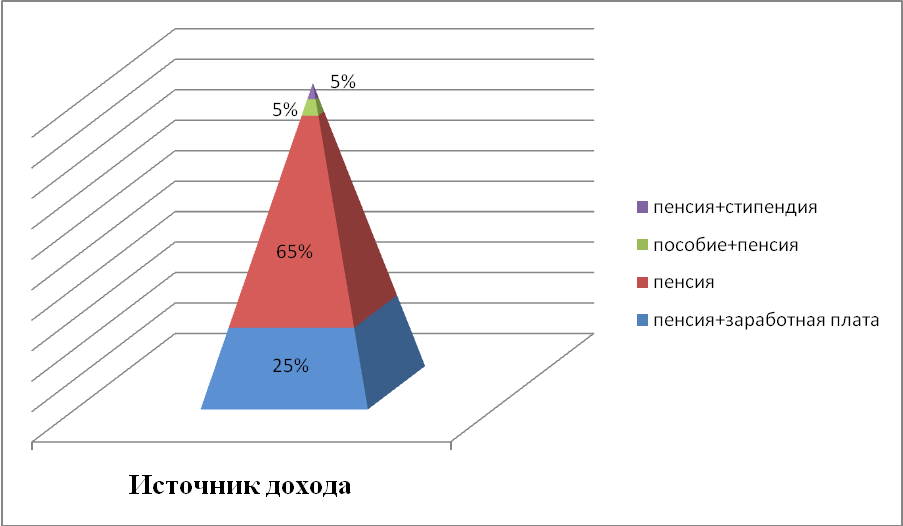 5%
5%
65%
25%
пенсия+стипендия
пособие+пенсия
пенсия
пенсия+заработная плата
Источник дохода